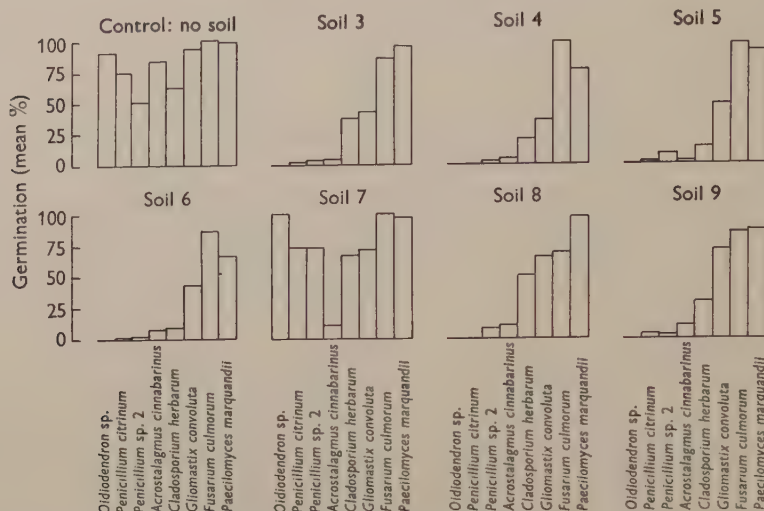 Control: no soil
Soil 3
Soil 4
Soil 5
Germination (mean %)
100
75
50
25
0
Soil 6
Soil 7
Soil 8
Soil 9
100
75
50
25
0
Oidiodendron sp.
Penicillium citrinum
Penicillium sp. 2
Acrostalagmus cinnabarinus
Cladosporium herbarum
Gliomastix convoluta
Fusarium culmorum
Paecilomyces marquandii
Oidiodendron sp.
Penicillium citrinum
Penicillium sp. 2
Acrostalagmus cinnabarinus
Cladosporium herbarum
Gliomastix convoluta
Fusarium culmorum
Paecilomyces marquandii
Oidiodendron sp.
Penicillium citrinum
Penicillium sp. 2
Acrostalagmus cinnabarinus
Cladosporium herbarum
Gliomastix convoluta
Fusarium culmorum
Paecilomyces marquandii
Oidiodendron sp.
Penicillium citrinum
Penicillium sp. 2
Acrostalagmus cinnabarinus
Cladosporium herbarum
Gliomastix convoluta
Fusarium culmorum
Paecilomyces marquandii